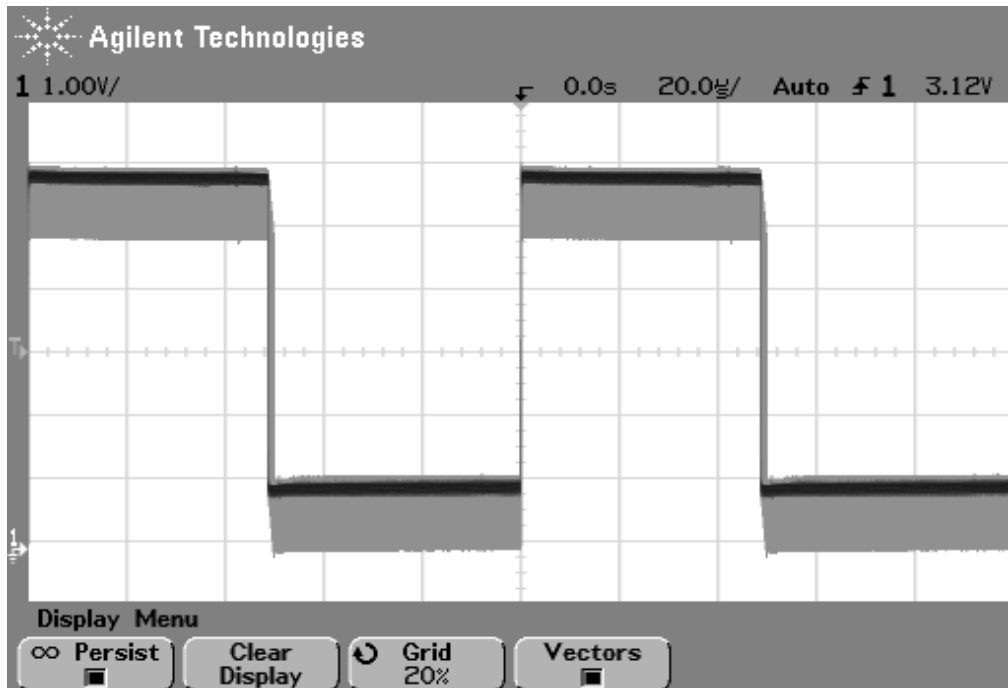 Agilent Technologies
1 1.00V/ 0.0s 20.0µs/ Auto 1 3.12V
T
1
Display Menu
∞ Persist Clear Display Grid 20% Vectors